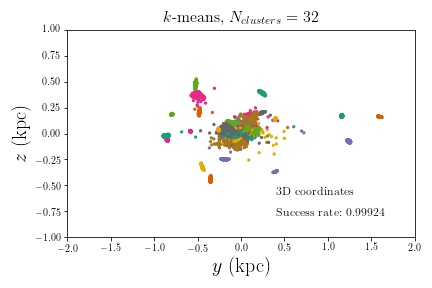 k-means, N_clusters = 32
1.00
0.75
0.50
0.25
0.00
−0.25
−0.50
−0.75
−1.00
z (kpc)
3D coordinates
Success rate: 0.99924
−2.0 −1.5 −1.0 −0.5 0.0 0.5 1.0 1.5 2.0
y (kpc)